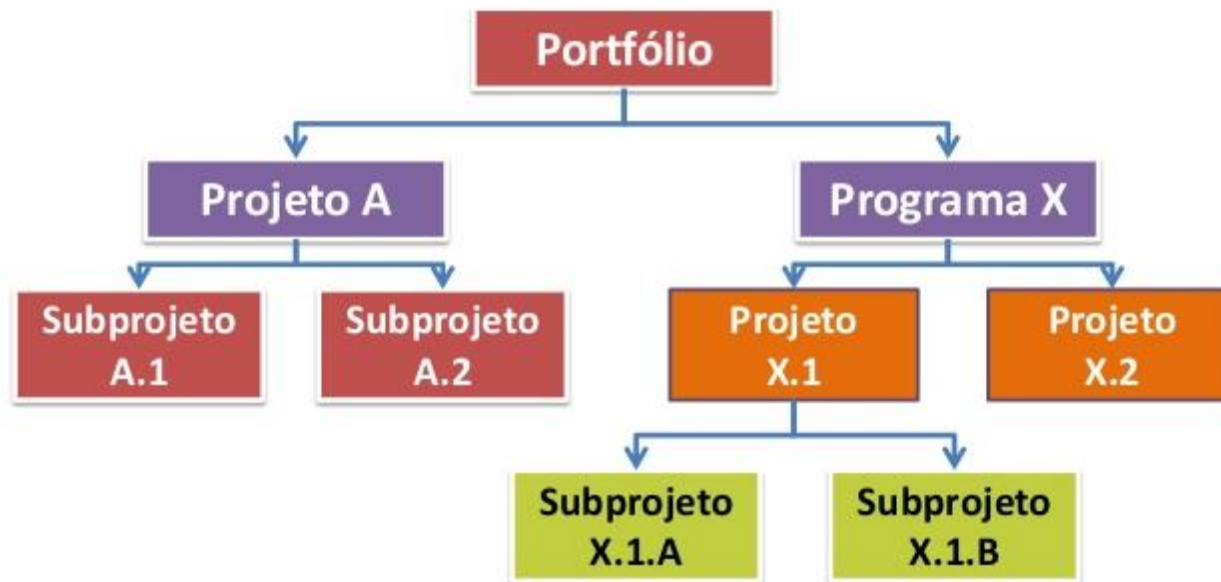 Portfólio
Projeto A
Programa X
Subprojeto
A.1
Subprojeto
A.2
Projeto
X.1
Projeto
X.2
Subprojeto
X.1.A
Subprojeto
X.1.B